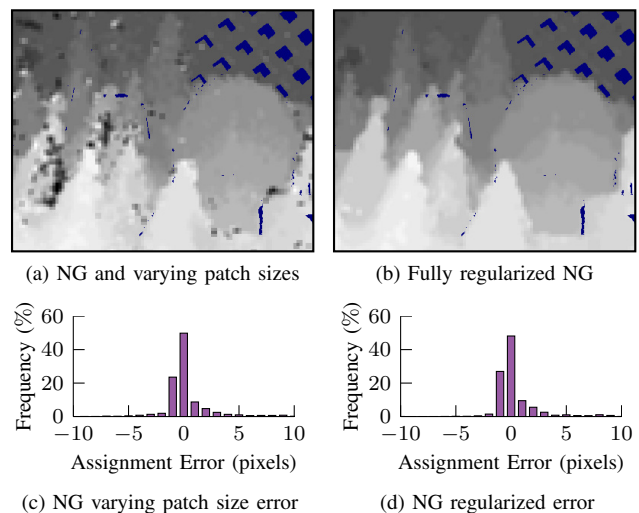 (a) NG and varying patch sizes
(b) Fully regularized NG
60
40
20
0
Frequency (%)
−10
−5
0
5
10
Assignment Error (pixels)
60
40
20
0
Frequency (%)
−10
−5
0
5
10
Assignment Error (pixels)
(c) NG varying patch size error
(d) NG regularized error